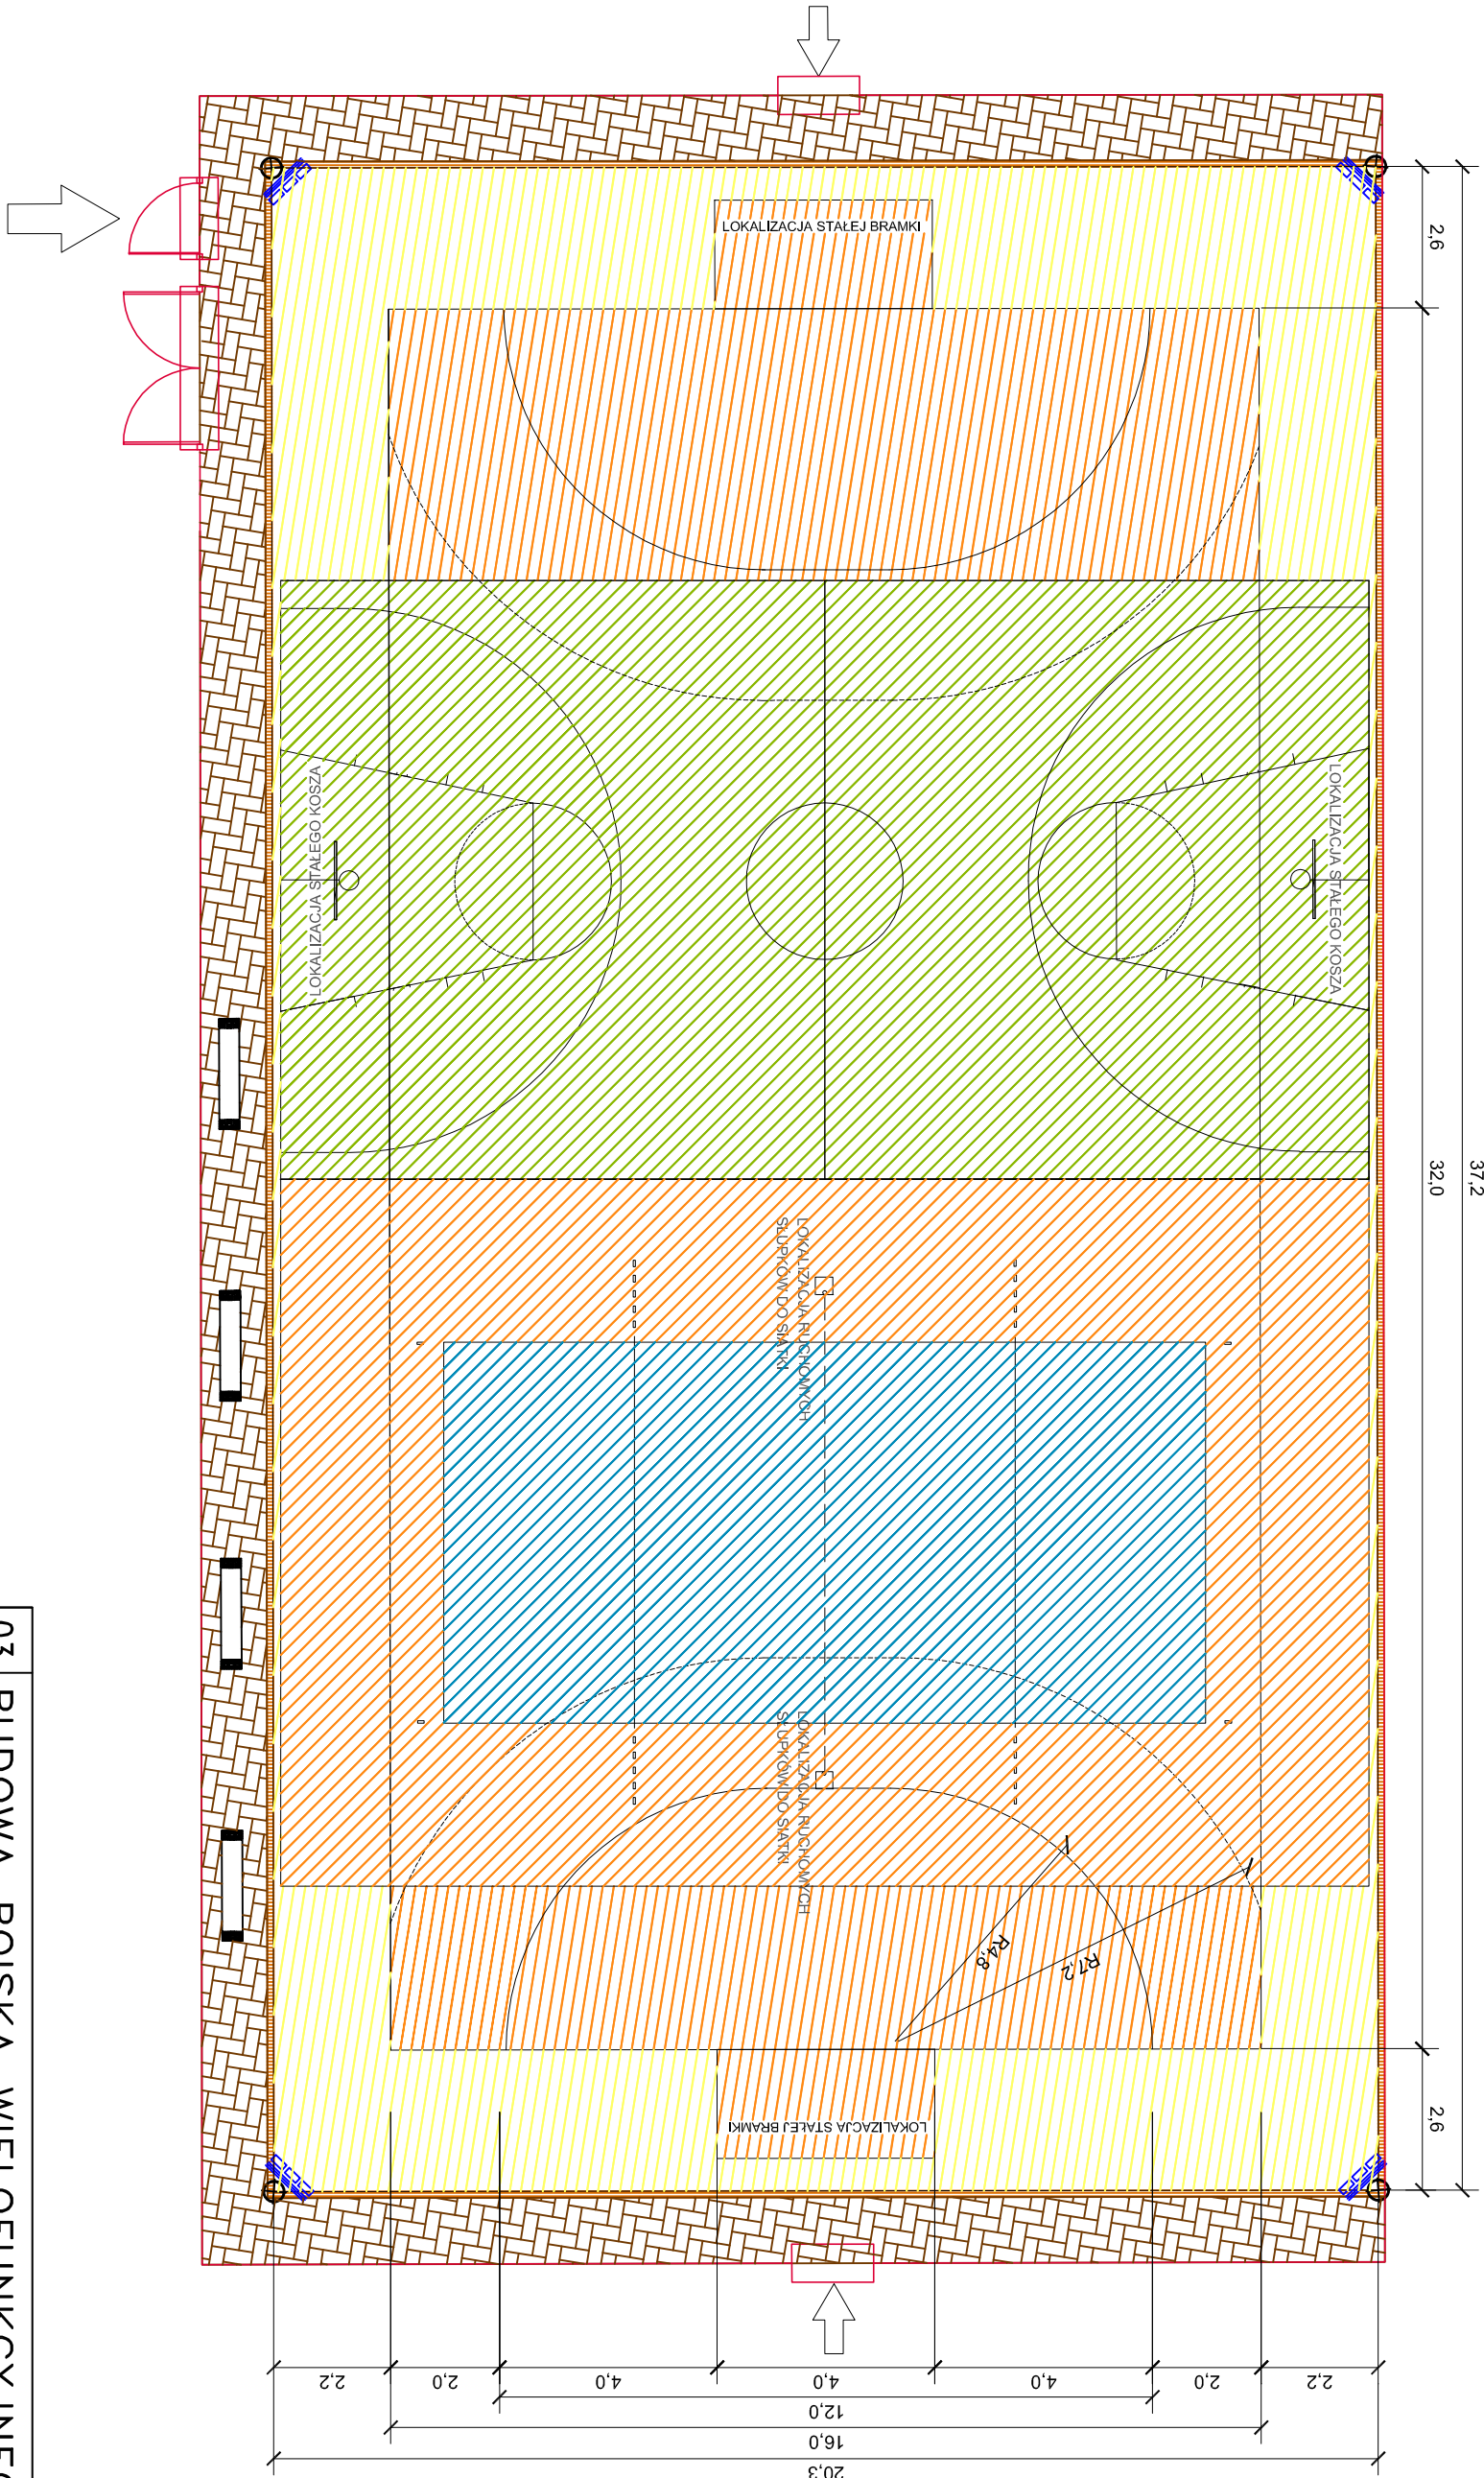 LOKALIZACJA STAŁEJ BRAMKI
2,6
LOKALIZACJA STAŁEGO KOSZA
LOKALIZACJA STAŁEGO KOSZA
37,2
32,0
LOKALIZACJA RUCHOMYCH
SŁUPKÓW DO SIATKI
LOKALIZACJA RUCHOMYCH
SŁUPKÓW DO SIATKI
R4,8
R7,2
2,6
LOKALIZACJA STAŁEJ BRAMKI
2,2
2,0
4,0
4,0
4,0
2,0
2,2
12,0
16,0
20,3
03 BUDOWA BOISKA WIELOFUNKCYJNEGO